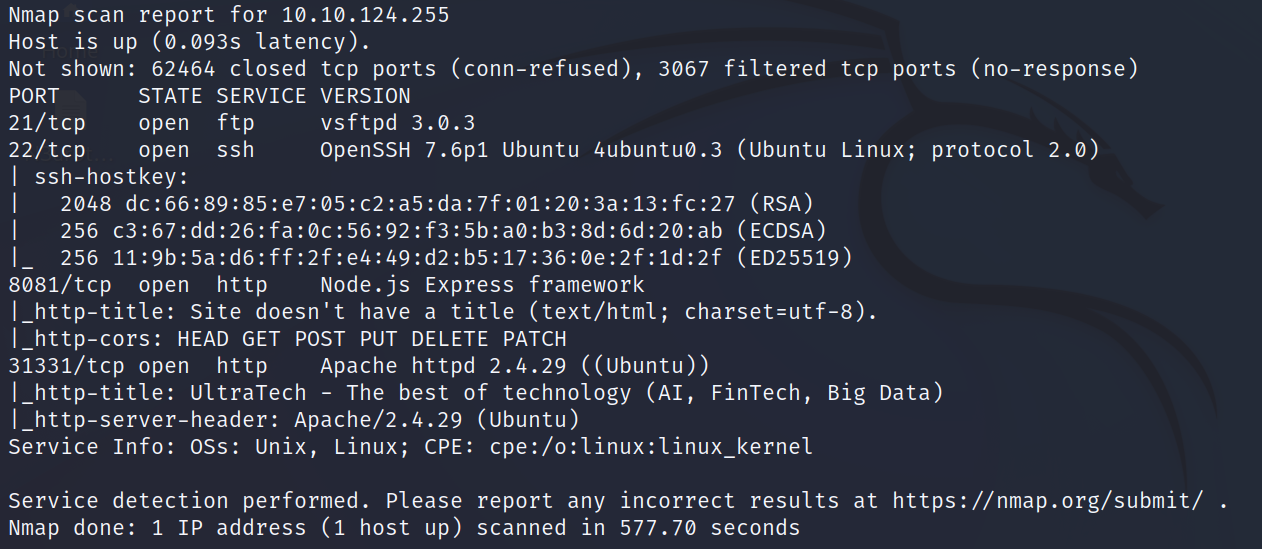 Nmap scan report for 10.10.124.255
Host is up (0.093s latency).
Not shown: 62464 closed tcp ports (conn-refused), 3067 filtered tcp ports (no-response)
PORT      STATE SERVICE VERSION
21/tcp    open  ftp     vsftpd 3.0.3
22/tcp    open  ssh     OpenSSH 7.6p1 Ubuntu 4ubuntu0.3 (Ubuntu Linux; protocol 2.0)
| ssh-hostkey:
|   2048 dc:66:89:85:e7:05:c2:a5:da:7f:01:20:3a:13:fc:27 (RSA)
|   256 c3:67:dd:26:fa:0c:56:92:f3:5b:a0:b3:8d:6d:20:ab (ECDSA)
|_  256 11:9b:5a:d6:ff:2f:e4:49:d2:b5:17:36:0e:2f:1d:2f (ED25519)
8081/tcp  open  http    Node.js Express framework
|_http-title: Site doesn't have a title (text/html; charset=utf-8).
|_http-cors: HEAD GET POST PUT DELETE PATCH
31331/tcp open  http    Apache httpd 2.4.29 ((Ubuntu))
|_http-title: UltraTech - The best of technology (AI, FinTech, Big Data)
|_http-server-header: Apache/2.4.29 (Ubuntu)
Service Info: OSs: Unix, Linux; CPE: cpe:/o:linux:linux_kernel

Service detection performed. Please report any incorrect results at https://nmap.org/submit/ .
Nmap done: 1 IP address (1 host up) scanned in 577.70 seconds